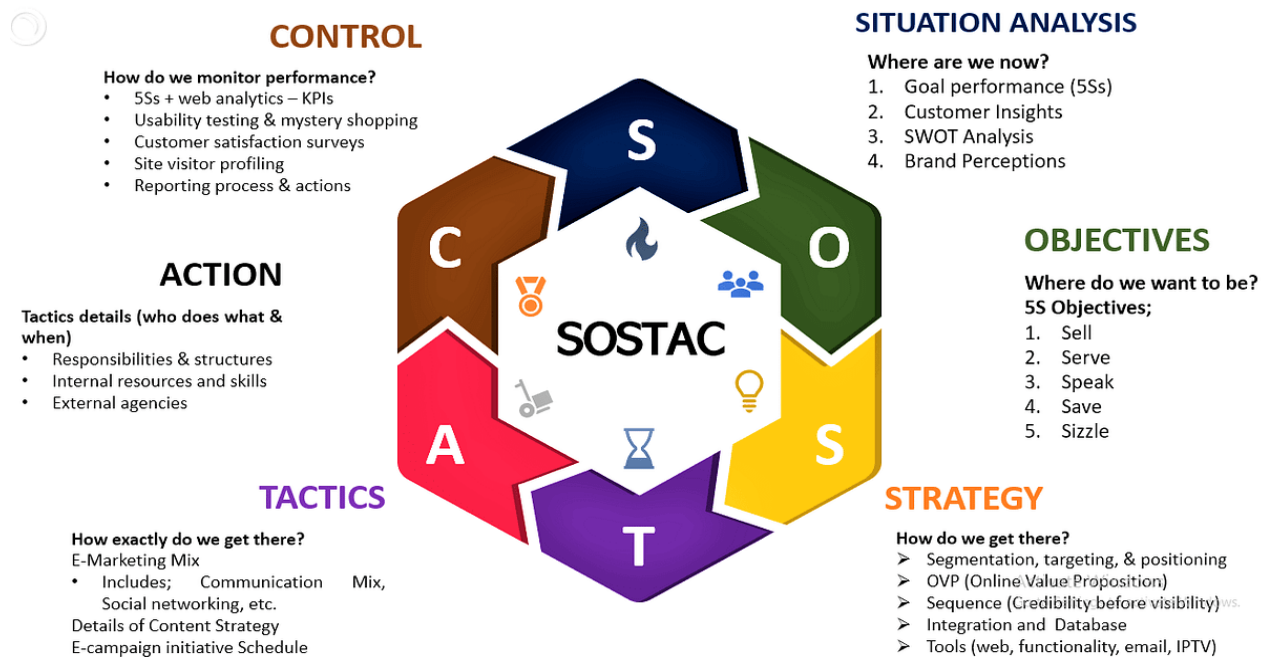 CONTROL
How do we monitor performance?
• 5Ss + web analytics – KPIs
• Usability testing & mystery shopping
• Customer satisfaction surveys
• Site visitor profiling
• Reporting process & actions
SITUATION ANALYSIS
Where are we now?
1. Goal performance (5Ss)
2. Customer Insights
3. SWOT Analysis
4. Brand Perceptions
S
C
O
ACTION
Tactics details (who does what &
when)
• Responsibilities & structures
• Internal resources and skills
• External agencies
SOSTAC
OBJECTIVES
Where do we want to be?
5S Objectives;
1. Sell
2. Serve
3. Speak
4. Save
5. Sizzle
A
S
T
TACTICS
How exactly do we get there?
E-Marketing Mix
• Includes; Communication Mix,
Social networking, etc.
Details of Content Strategy
E-campaign initiative Schedule
STRATEGY
How do we get there?
➢ Segmentation, targeting, & positioning
➢ OVP (Online Value Proposition)
➢ Sequence (Credibility before visibility)
➢ Integration and Database
➢ Tools (web, functionality, email, IPTV)